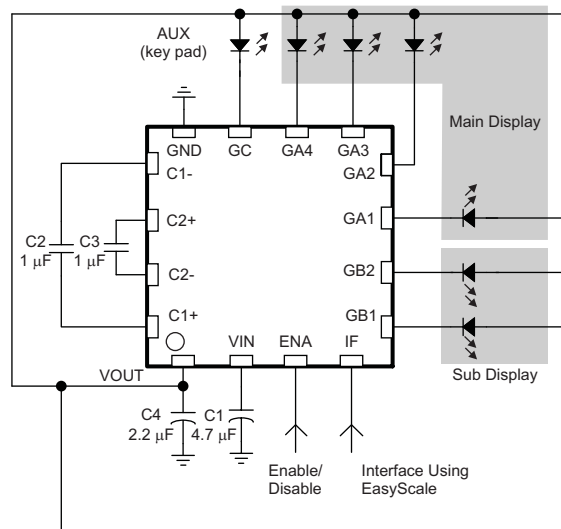 AUX
(key pad)
Main Display
GND
GC
GA4
GA3
C1-
GA2
C2+
GA1
C2
1 μF
C3
1 μF
C2-
GB2
C1+
GB1
VIN
ENA
IF
VOUT
Sub Display
C4
2.2 μF
C1
4.7 μF
Enable/
Disable
Interface Using
EasyScale